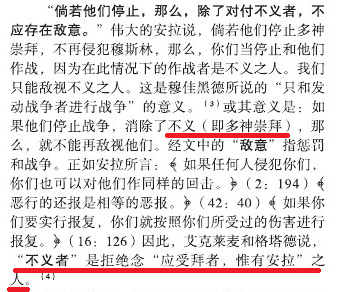 “倘若他们停止，那么，除了对付不义者，不
应存在敌意。”伟大的安拉说，倘若他们停止多神
崇拜，不再侵犯穆斯林，那么，你们当停止和他们
作战，因为在此情况下的作战者是不义之人。我们
只能敌视不义之人。这是穆佳黑德所说的“只和发
动战争者进行战争”的意义。〔3〕或其意义是：如
果他们停止战争，消除了不义（即多神崇拜），那
么，就不能再敌视他们。经文中的“敌意”指惩罚
和战争。正如安拉所言：﴾如果任何人侵犯你们，
你们也可以对他们作同样的回击。﴿（2：194）﴾
恶行的还报是相等的恶报。﴿（42：40）﴾如果你
们要实行报复，你们就按照你们所受过的伤害进行
报复。﴿（16：126）因此，艾克莱麦和格塔德说，
“不义者”是拒绝念“应受拜者，惟有安拉”之
人。〔4〕